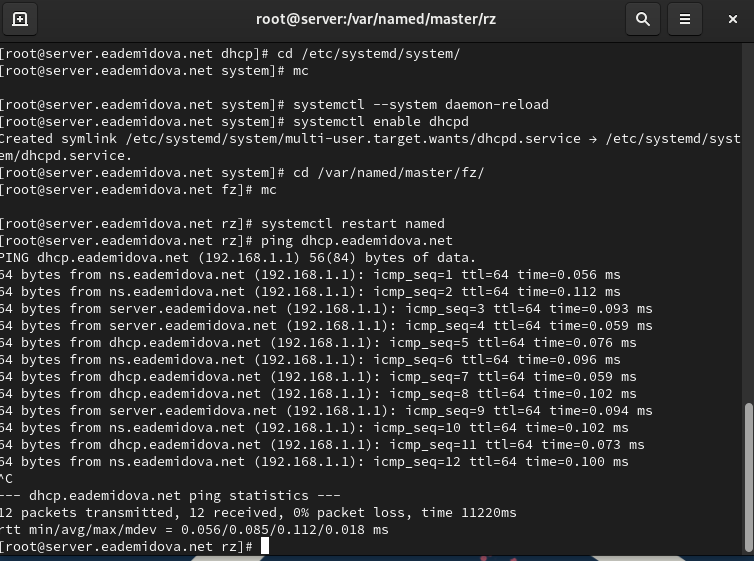 root@server:/var/named/master/rz
[root@server.eademidova.net dhcp]# cd /etc/systemd/system/
[root@server.eademidova.net system]# mc
[root@server.eademidova.net system]# systemctl --system daemon-reload
[root@server.eademidova.net system]# systemctl enable dhcpd
Created symlink /etc/systemd/system/multi-user.target.wants/dhcpd.service → /etc/systemd/syst
em/dhcpd.service.
[root@server.eademidova.net system]# cd /var/named/master/fz/
[root@server.eademidova.net fz]# mc
[root@server.eademidova.net rz]# systemctl restart named
[root@server.eademidova.net rz]# ping dhcp.eademidova.net
PING dhcp.eademidova.net (192.168.1.1) 56(84) bytes of data.
64 bytes from ns.eademidova.net (192.168.1.1): icmp_seq=1 ttl=64 time=0.056 ms
64 bytes from ns.eademidova.net (192.168.1.1): icmp_seq=2 ttl=64 time=0.112 ms
64 bytes from server.eademidova.net (192.168.1.1): icmp_seq=3 ttl=64 time=0.093 ms
64 bytes from server.eademidova.net (192.168.1.1): icmp_seq=4 ttl=64 time=0.059 ms
64 bytes from dhcp.eademidova.net (192.168.1.1): icmp_seq=5 ttl=64 time=0.076 ms
64 bytes from ns.eademidova.net (192.168.1.1): icmp_seq=6 ttl=64 time=0.096 ms
64 bytes from dhcp.eademidova.net (192.168.1.1): icmp_seq=7 ttl=64 time=0.059 ms
64 bytes from dhcp.eademidova.net (192.168.1.1): icmp_seq=8 ttl=64 time=0.102 ms
64 bytes from server.eademidova.net (192.168.1.1): icmp_seq=9 ttl=64 time=0.094 ms
64 bytes from ns.eademidova.net (192.168.1.1): icmp_seq=10 ttl=64 time=0.102 ms
64 bytes from dhcp.eademidova.net (192.168.1.1): icmp_seq=11 ttl=64 time=0.073 ms
64 bytes from ns.eademidova.net (192.168.1.1): icmp_seq=12 ttl=64 time=0.100 ms
^C
--- dhcp.eademidova.net ping statistics ---
12 packets transmitted, 12 received, 0% packet loss, time 11220ms
rtt min/avg/max/mdev = 0.056/0.085/0.112/0.018 ms
[root@server.eademidova.net rz]#